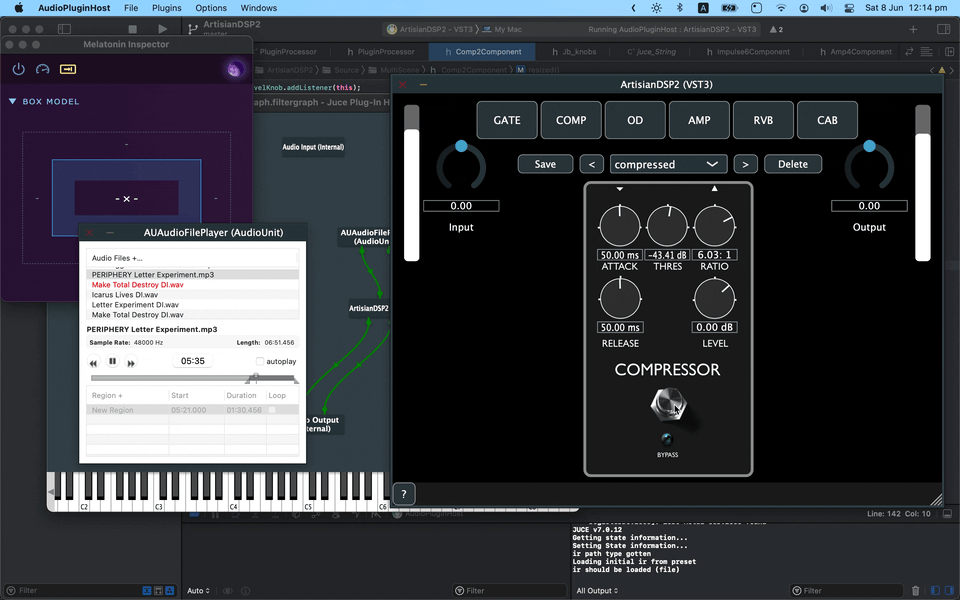 AudioPluginHost File Plugins Options Windows
A
Sat 8 Jun 12:14 pm
ArtisianDSP2
master
ArtisianDSP2 My Mac
Running AudioPluginHost : ArtisianDSP2
2
Melatonin Inspector
PluginProcessor
PluginProcessor
Comp2Component
Jb_knobs
juce_String
Impulse6Component
Amp4Component
ArtisianDSP2
Source
MultiScene
Comp2Component
resized()
BOX MODEL
velKnob.addListener(this);
aph.filtergraph - Juce Plug-In H
Audio Input (Internal)
- × -
AUAudioFilePlayer (AudioUnit)
Audio Files +...
PERIPHERY Letter Experiment.mp3
Make Total Destroy DI.wav
Icarus Lives DI.wav
Letter Experiment DI.wav
Make Total Destroy DI.wav
PERIPHERY Letter Experiment.mp3
Sample Rate: 48000 Hz
Length: 06:51.456
05:35
autoplay
Region +
Start
Duration
Loop
New Region
05:21.000
01:30.456
AUAudioFileP
(AudioUn
ArtisianDSP2
o Output
ternal)
C2
C3
C4
C5
C6
ArtisianDSP2 (VST3)
GATE
COMP
OD
AMP
RVB
CAB
Save
<
compressed
>
Delete
0.00
Input
0.00
Output
50.00 ms
-43.41 dB
6.03: 1
ATTACK
THRES
RATIO
50.00 ms
0.00 dB
RELEASE
LEVEL
COMPRESSOR
BYPASS
?
AudioPluginHost
Line: 142 Col: 10
JUCE v7.0.12
Getting state information...
Setting State information...
ir path type gotten
Loading initial ir from preset
ir should be loaded (file)
Filter
Auto
Filter
All Output
Filter